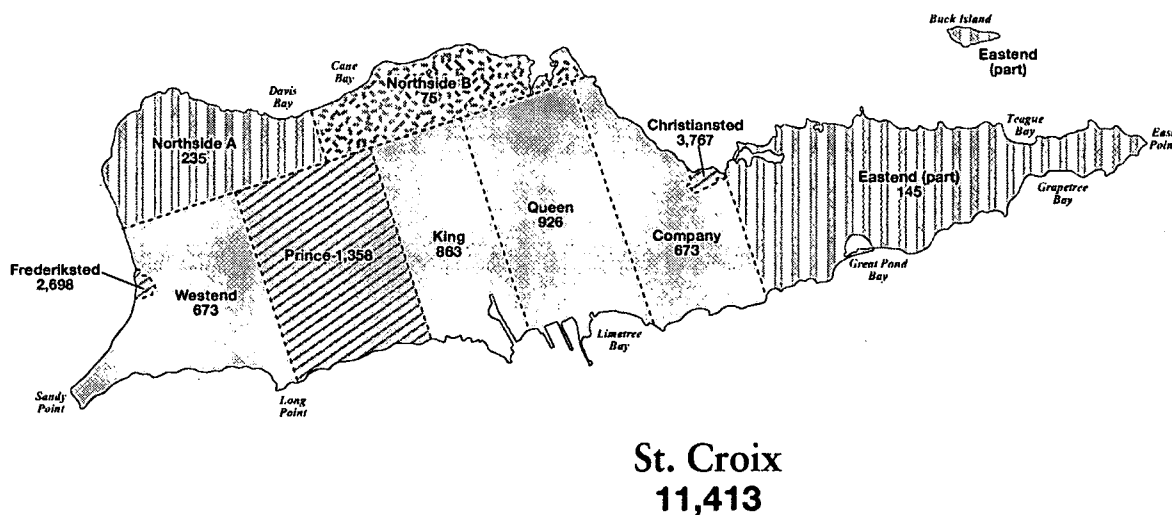 Buck Island
Eastend
(part)
Cane
Bay
Northside B
75
Davis
Bay
Christiansted
3,767
Teague
Bay
East
Point
Northside A
235
Eastend (part)
145
Grapetree
Bay
Queen
926
King
863
Company
673
Prince-1,358
Frederiksted
2,698
Westend
673
Great Pond
Bay
Limetree
Bay
Sandy
Point
Long
Point
St. Croix
11,413